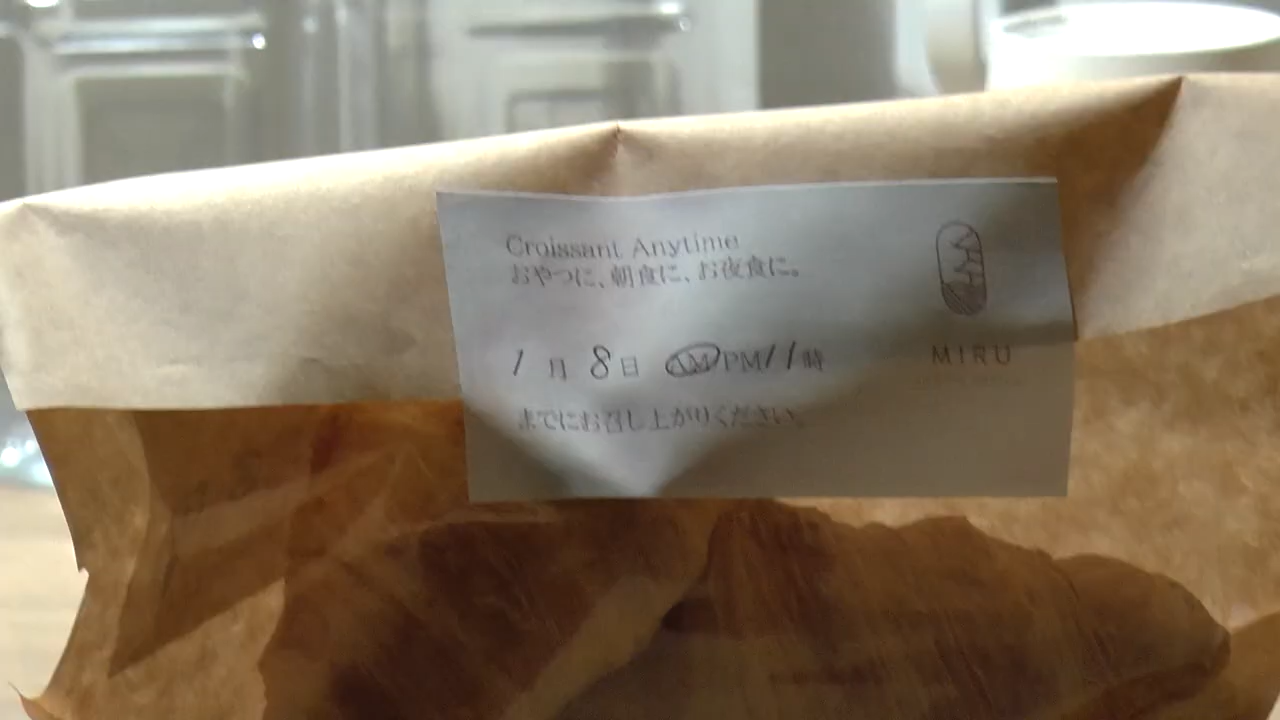 Croissant Anytime
おやつに、朝食に、お夜食に。
1月8日 AM/PM 11時
までにお召し上がりください。
MIRU